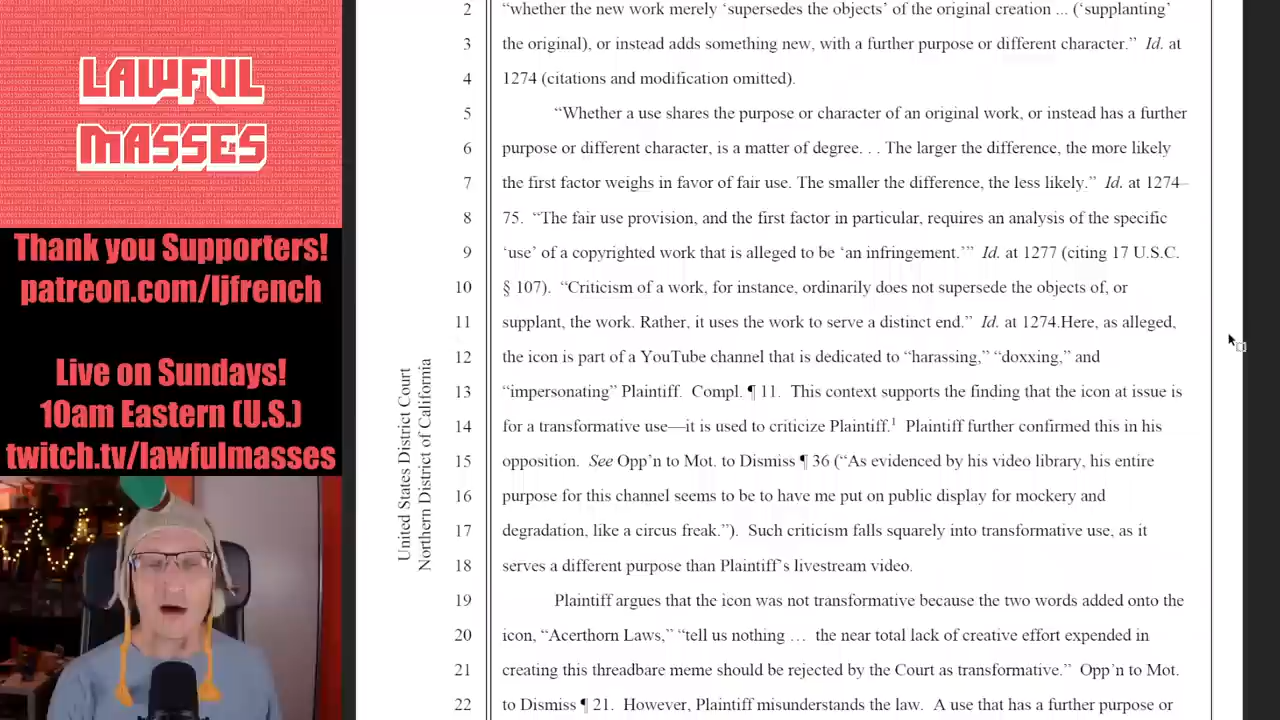 LAWFUL
MASSES
Thank you Supporters!
patreon.com/ljfrench
Live on Sundays!
10am Eastern (U.S.)
twitch.tv/lawfulmasses
United States District Court
Northern District of California
2 “whether the new work merely ‘supersedes the objects’ of the original creation ... (‘supplanting’
3 the original), or instead adds something new, with a further purpose or different character.” Id. at
4 1274 (citations and modification omitted).
5 “Whether a use shares the purpose or character of an original work, or instead has a further
6 purpose or different character, is a matter of degree. . . The larger the difference, the more likely
7 the first factor weighs in favor of fair use. The smaller the difference, the less likely.” Id. at 1274–
8 75. “The fair use provision, and the first factor in particular, requires an analysis of the specific
9 ‘use’ of a copyrighted work that is alleged to be ‘an infringement.’” Id. at 1277 (citing 17 U.S.C.
10 § 107). “Criticism of a work, for instance, ordinarily does not supersede the objects of, or
11 supplant, the work. Rather, it uses the work to serve a distinct end.” Id. at 1274.Here, as alleged,
12 the icon is part of a YouTube channel that is dedicated to “harassing,” “doxxing,” and
13 “impersonating” Plaintiff. Compl. ¶ 11. This context supports the finding that the icon at issue is
14 for a transformative use—it is used to criticize Plaintiff.1 Plaintiff further confirmed this in his
15 opposition. See Opp’n to Mot. to Dismiss ¶ 36 (“As evidenced by his video library, his entire
16 purpose for this channel seems to be to have me put on public display for mockery and
17 degradation, like a circus freak.”). Such criticism falls squarely into transformative use, as it
18 serves a different purpose than Plaintiff’s livestream video.
19 Plaintiff argues that the icon was not transformative because the two words added onto the
20 icon, “Acerthorn Laws,” “tell us nothing … the near total lack of creative effort expended in
21 creating this threadbare meme should be rejected by the Court as transformative.” Opp’n to Mot.
22 to Dismiss ¶ 21. However, Plaintiff misunderstands the law. A use that has a further purpose or